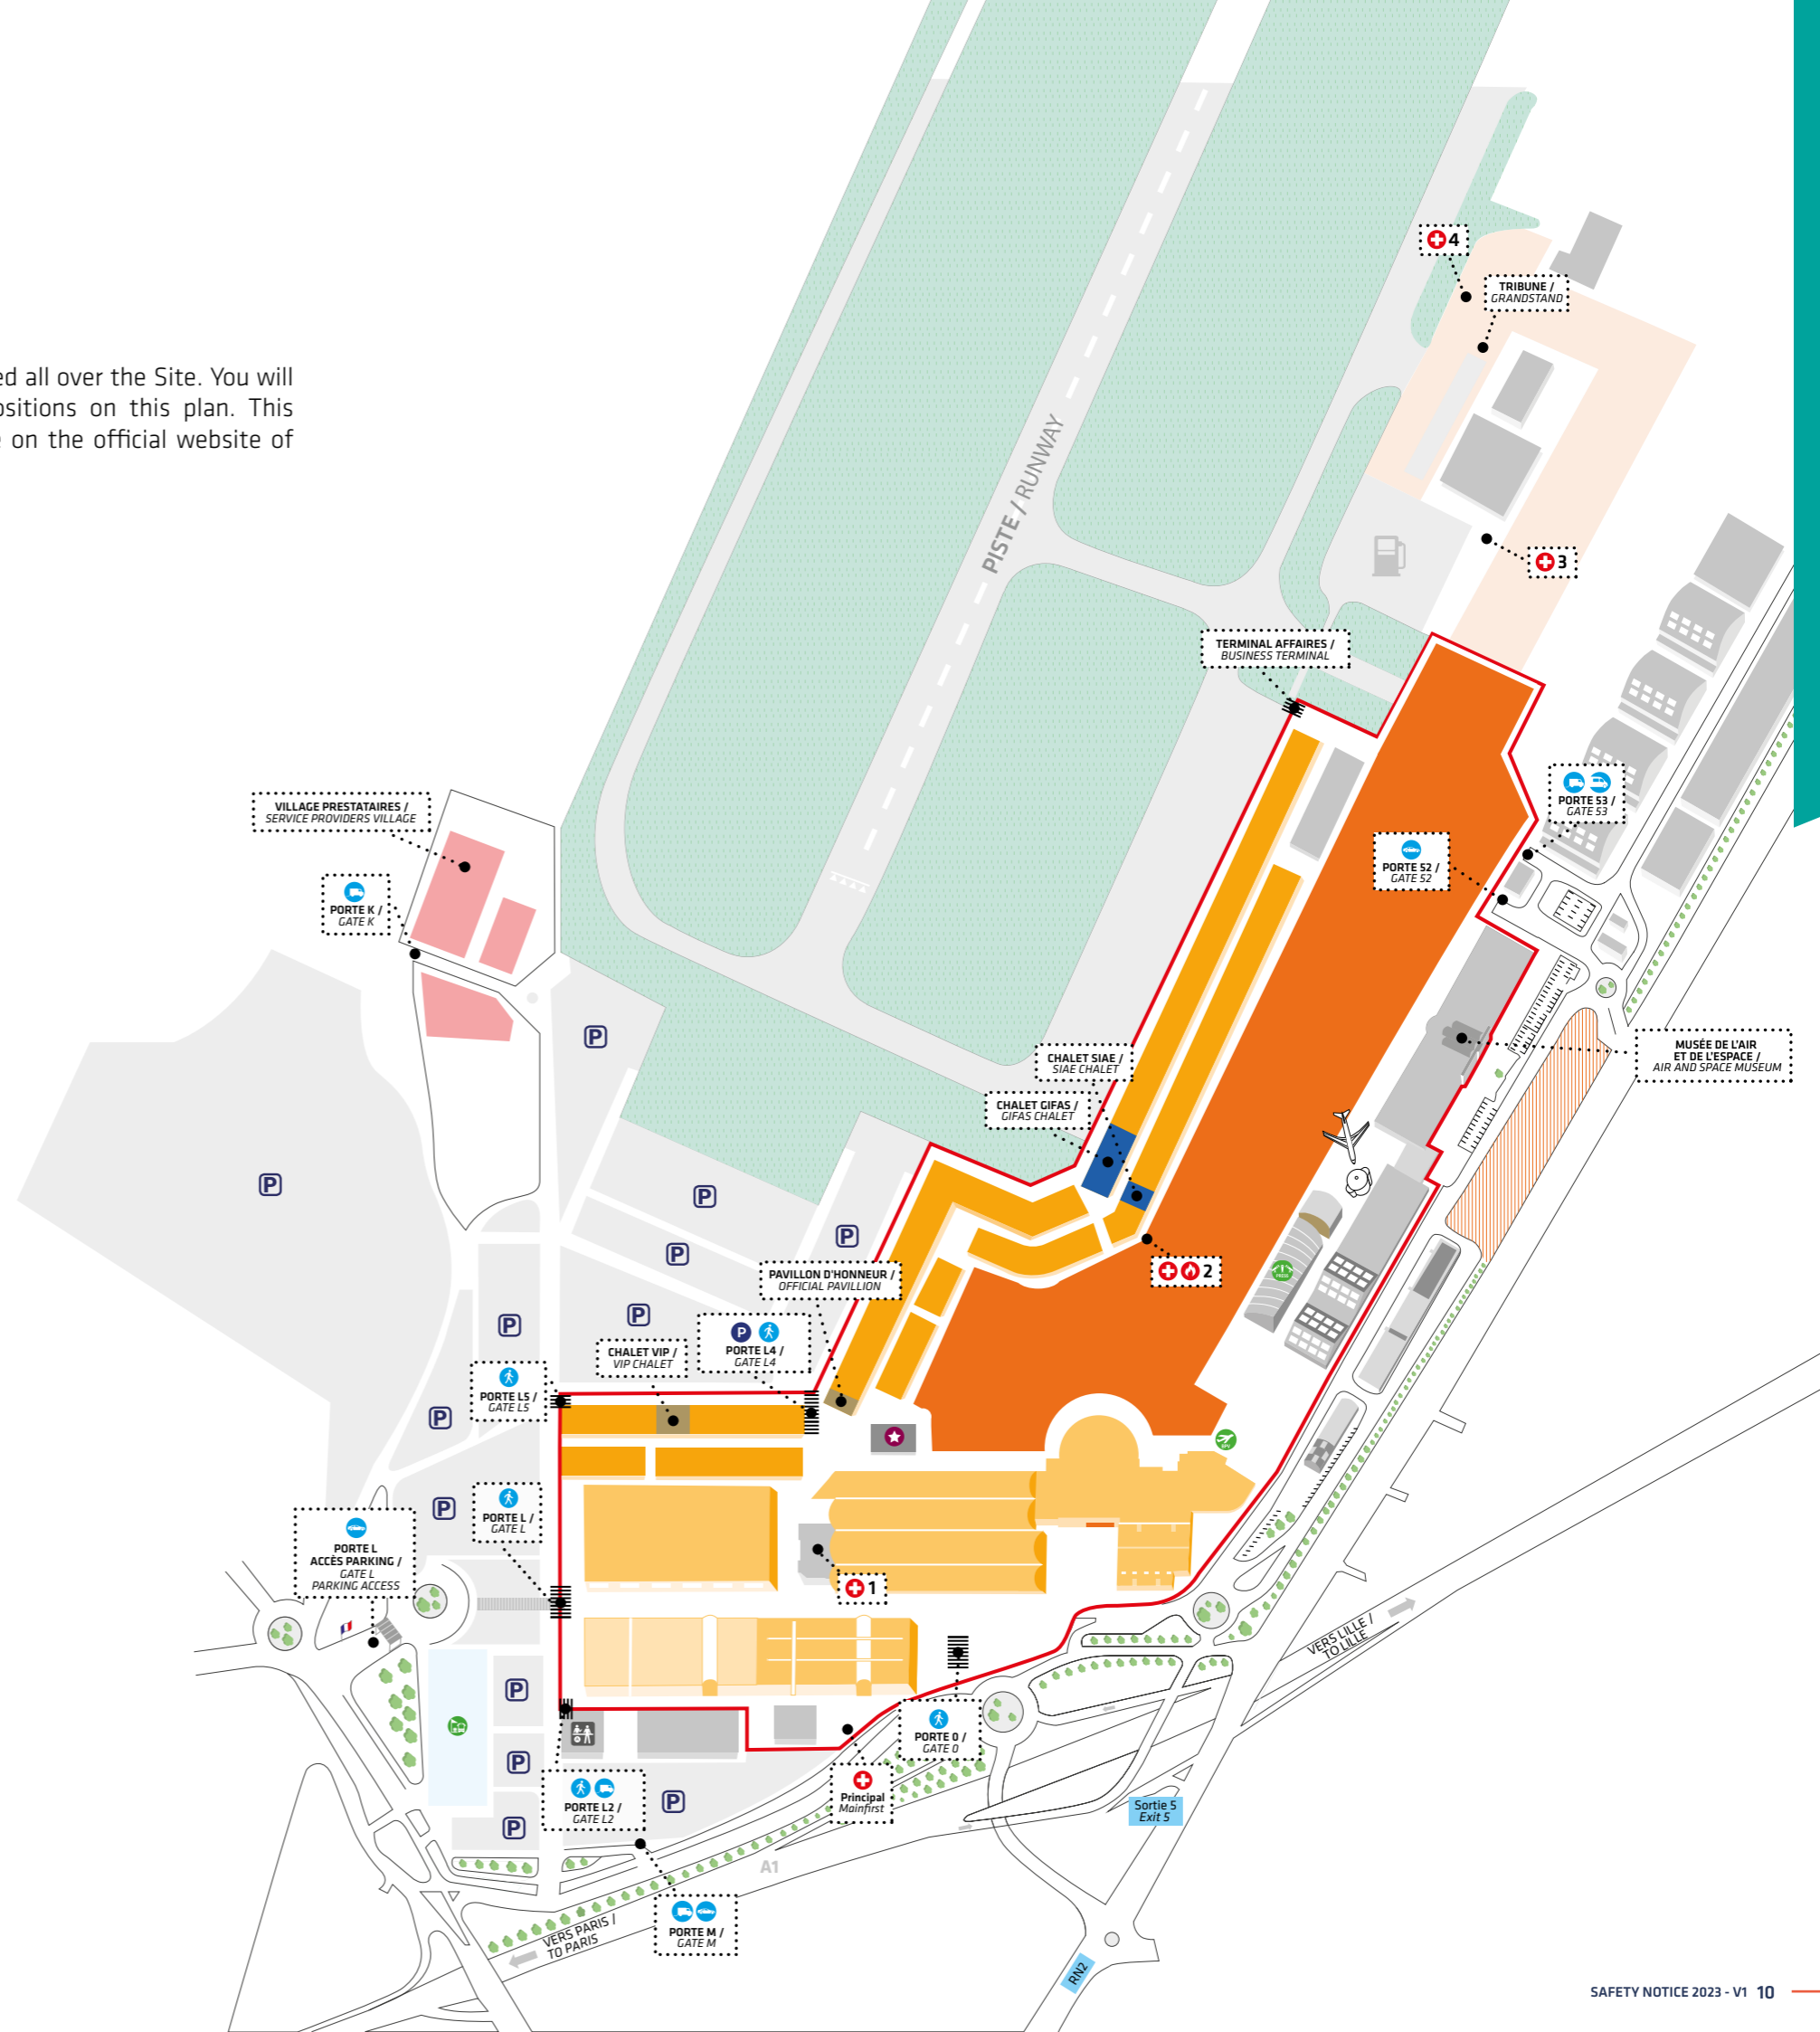 ed all over the Site. You will
ositions on this plan. This
e on the official website of
4
TRIBUNE /
GRANDSTAND
PISTE / RUNWAY
3
TERMINAL AFFAIRES /
BUSINESS TERMINAL
VILLAGE PRESTATAIRES /
SERVICE PROVIDERS VILLAGE
PORTE 53 /
GATE 53
PORTE 52 /
GATE 52
PORTE K /
GATE K
P
MUSÉE DE L'AIR
ET DE L'ESPACE /
AIR AND SPACE MUSEUM
CHALET SIAE /
SIAE CHALET
CHALET GIFAS /
GIFAS CHALET
P
P
P
P
2
PAVILLON D'HONNEUR /
OFFICIAL PAVILLION
P
P
P
PORTE L4 /
GATE L4
CHALET VIP /
VIP CHALET
PORTE L5 /
GATE L5
P
PORTE L /
GATE L
P
PORTE L
ACCÈS PARKING /
GATE L
PARKING ACCESS
1
VERS LILLE /
TO LILLE
P
PORTE 0 /
GATE 0
P
PORTE L2 /
GATE L2
P
Principal
Mainfirst
Sortie 5
Exit 5
P
A1
PORTE M /
GATE M
VERS PARIS /
TO PARIS
RN2
SAFETY NOTICE 2023 - V1 10